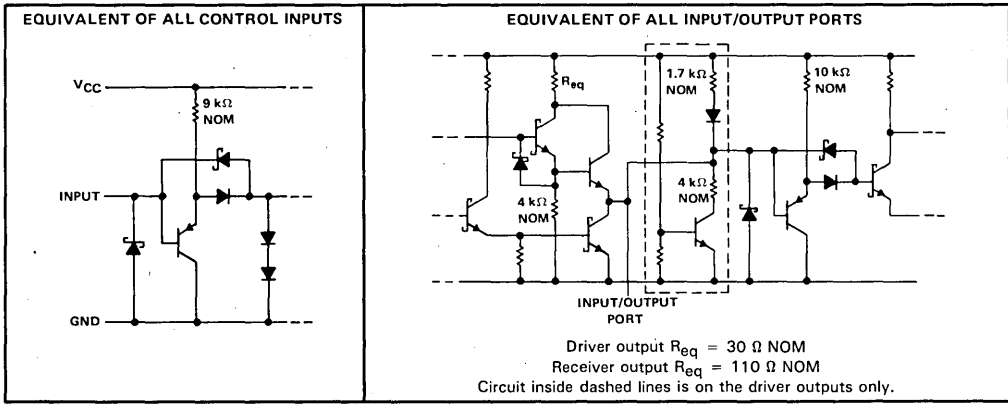 EQUIVALENT OF ALL CONTROL INPUTS
VCC
9 kΩ
NOM
INPUT
GND
EQUIVALENT OF ALL INPUT/OUTPUT PORTS
Req
1.7 kΩ
NOM
10 kΩ
NOM
4 kΩ
NOM
4 kΩ
NOM
INPUT/OUTPUT
PORT
Driver output Req = 30 Ω NOM
Receiver output Req = 110 Ω NOM
Circuit inside dashed lines is on the driver outputs only.